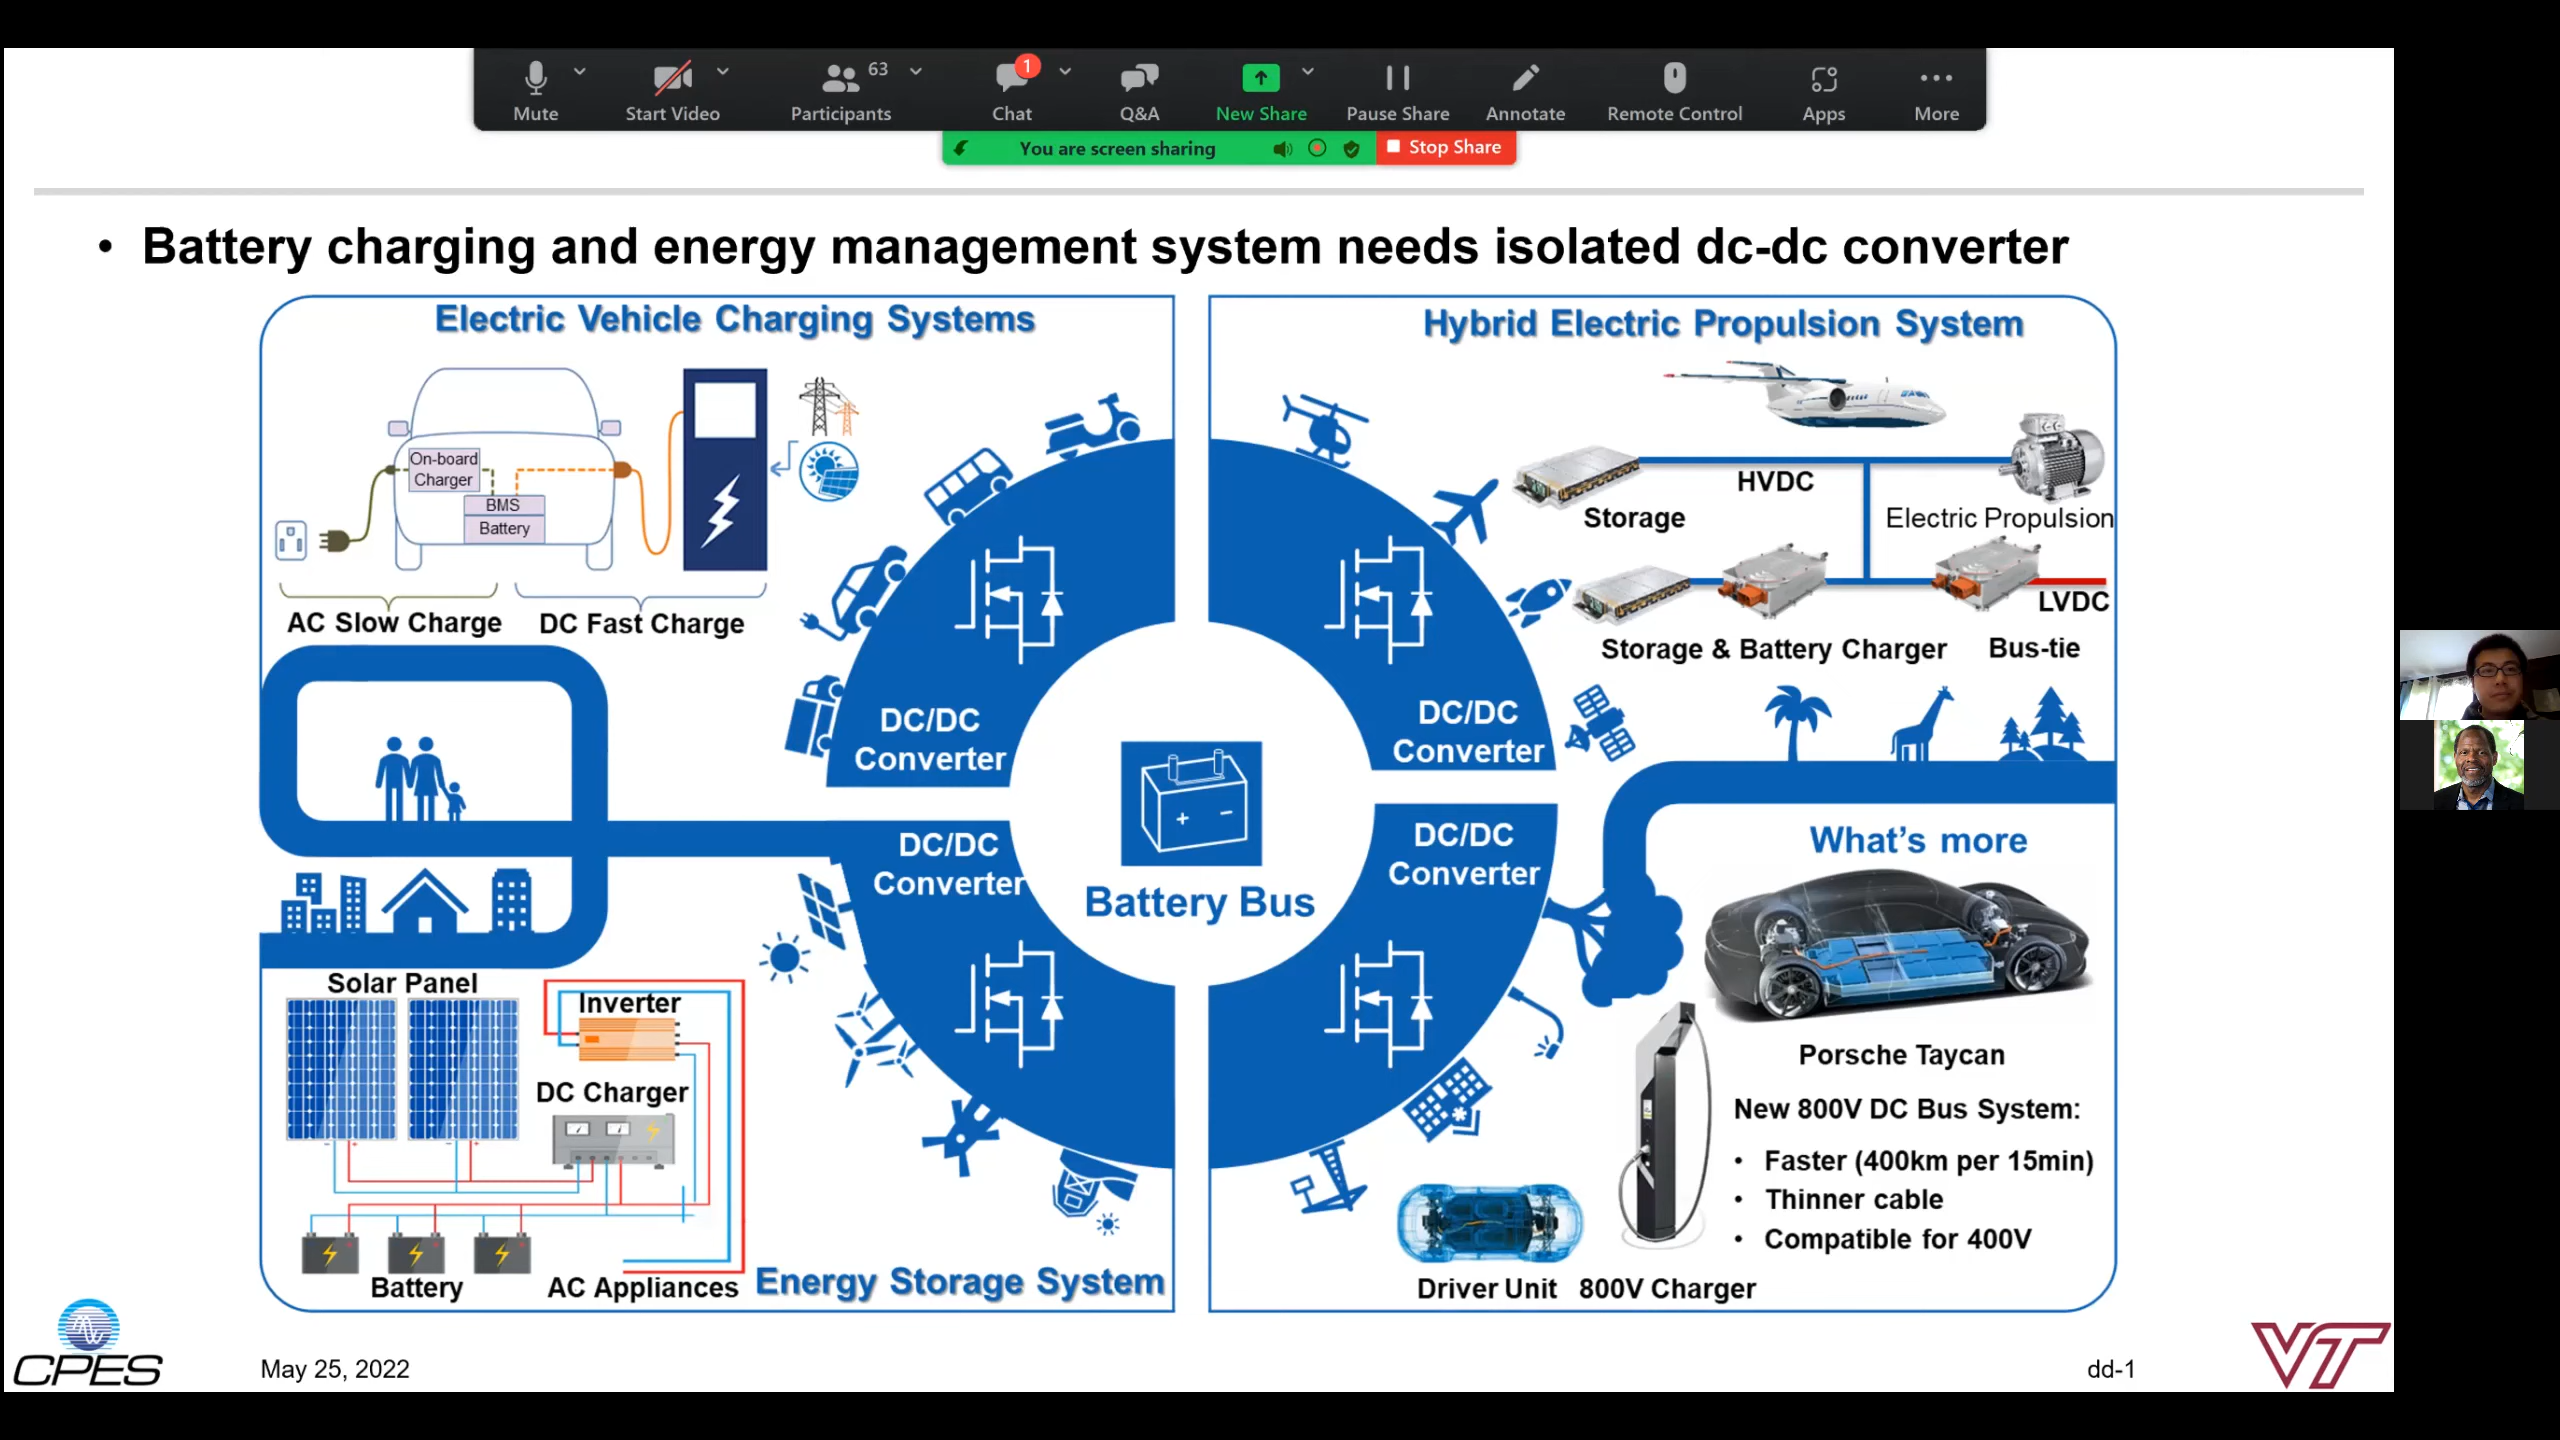 Mute
Start Video
63
Participants
1
Chat
Q&A
New Share
Pause Share
Annotate
Remote Control
Apps
More
You are screen sharing
Stop Share
• Battery charging and energy management system needs isolated dc-dc converter
Electric Vehicle Charging Systems
On-board
Charger
BMS
Battery
AC Slow Charge
DC Fast Charge
DC/DC
Converter
Hybrid Electric Propulsion System
HVDC
Storage
Electric Propulsion
LVDC
Storage & Battery Charger
Bus-tie
DC/DC
Converter
Battery Bus
DC/DC
Converter
Solar Panel
Inverter
DC Charger
Battery
AC Appliances
Energy Storage System
DC/DC
Converter
What's more
Porsche Taycan
New 800V DC Bus System:
• Faster (400km per 15min)
• Thinner cable
• Compatible for 400V
Driver Unit
800V Charger
CPES
May 25, 2022
dd-1
VT